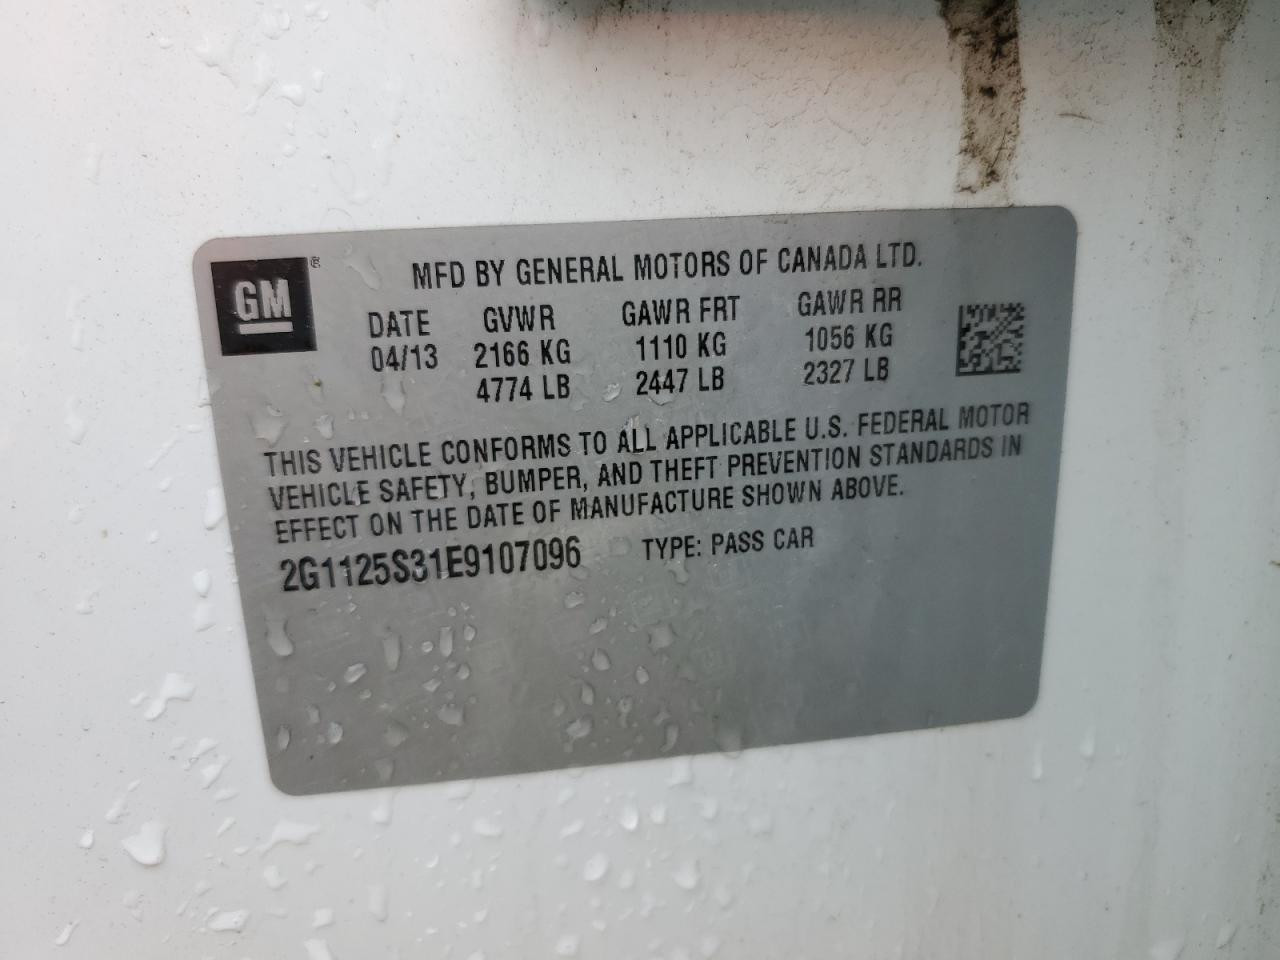 GM ®
MFD BY GENERAL MOTORS OF CANADA LTD.
DATE GVWR GAWR FRT GAWR RR
04/13 2166 KG 1110 KG 1056 KG
4774 LB 2447 LB 2327 LB
THIS VEHICLE CONFORMS TO ALL APPLICABLE U.S. FEDERAL MOTOR
VEHICLE SAFETY, BUMPER, AND THEFT PREVENTION STANDARDS IN
EFFECT ON THE DATE OF MANUFACTURE SHOWN ABOVE.
2G1125S31E9107096 TYPE: PASS CAR